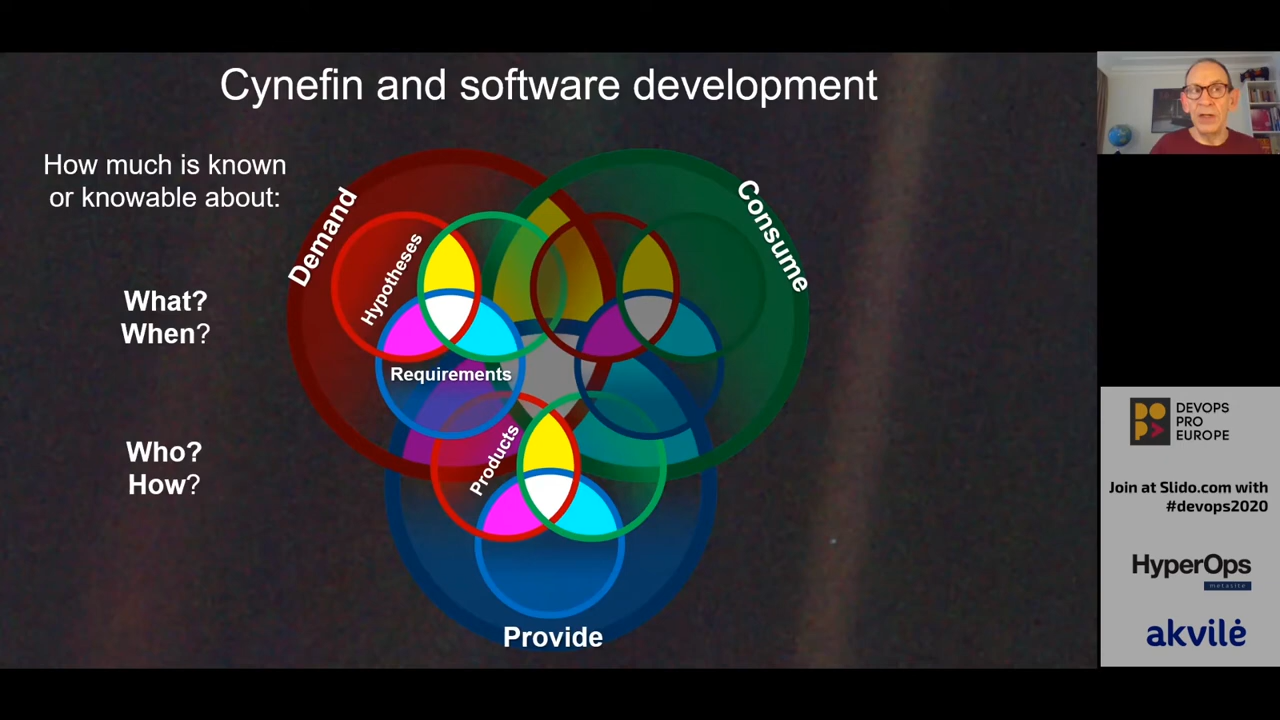 Cynefin and software development
How much is known
or knowable about:
What?
When?
Who?
How?
Demand
Hypotheses
Requirements
Products
Consume
Provide
DEVOPS
PRO
EUROPE
Join at Slido.com with
#devops2020
HyperOps
metasite
akvilė